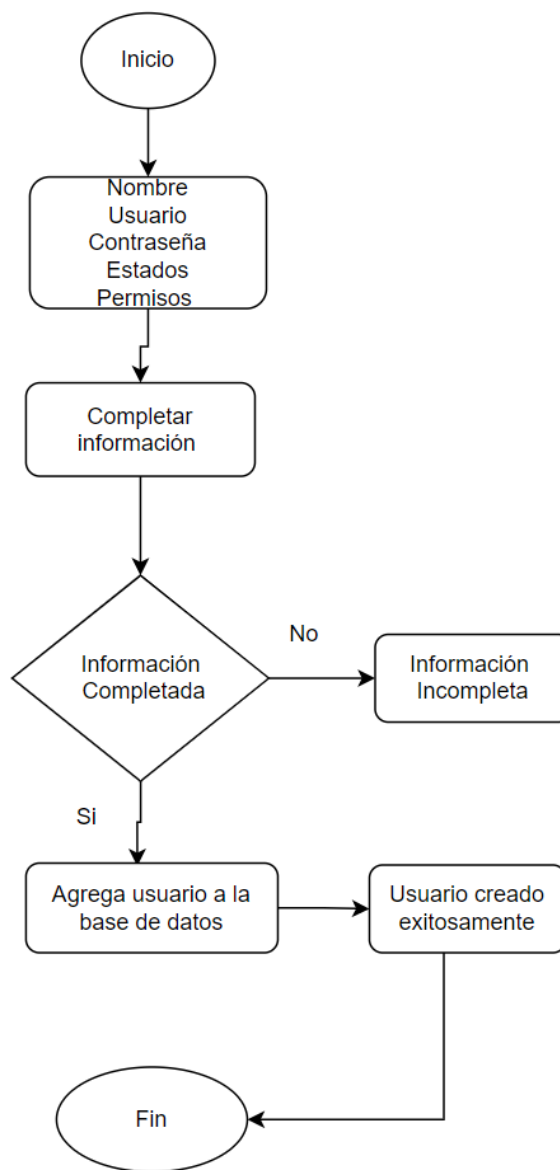 Inicio
Nombre
Usuario
Contraseña
Estados
Permisos
Completar
información
No
Información
Completada
Información
Incompleta
Si
Agrega usuario a la
base de datos
Usuario creado
exitosamente
Fin